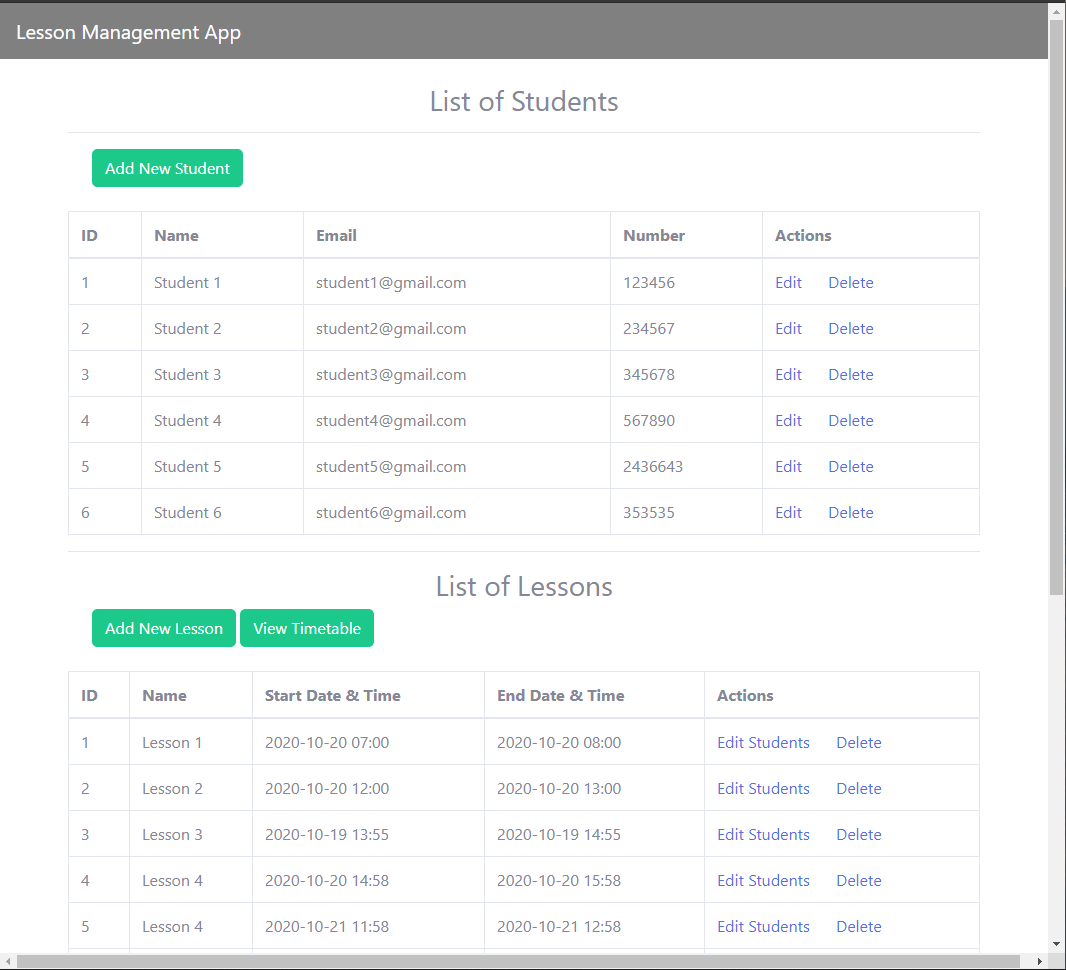 Lesson Management App
List of Students
Add New Student
ID Name Email Number Actions
1 Student 1 student1@gmail.com 123456 Edit Delete
2 Student 2 student2@gmail.com 234567 Edit Delete
3 Student 3 student3@gmail.com 345678 Edit Delete
4 Student 4 student4@gmail.com 567890 Edit Delete
5 Student 5 student5@gmail.com 2436643 Edit Delete
6 Student 6 student6@gmail.com 353535 Edit Delete
List of Lessons
Add New Lesson View Timetable
ID Name Start Date & Time End Date & Time Actions
1 Lesson 1 2020-10-20 07:00 2020-10-20 08:00 Edit Students Delete
2 Lesson 2 2020-10-20 12:00 2020-10-20 13:00 Edit Students Delete
3 Lesson 3 2020-10-19 13:55 2020-10-19 14:55 Edit Students Delete
4 Lesson 4 2020-10-20 14:58 2020-10-20 15:58 Edit Students Delete
5 Lesson 4 2020-10-21 11:58 2020-10-21 12:58 Edit Students Delete